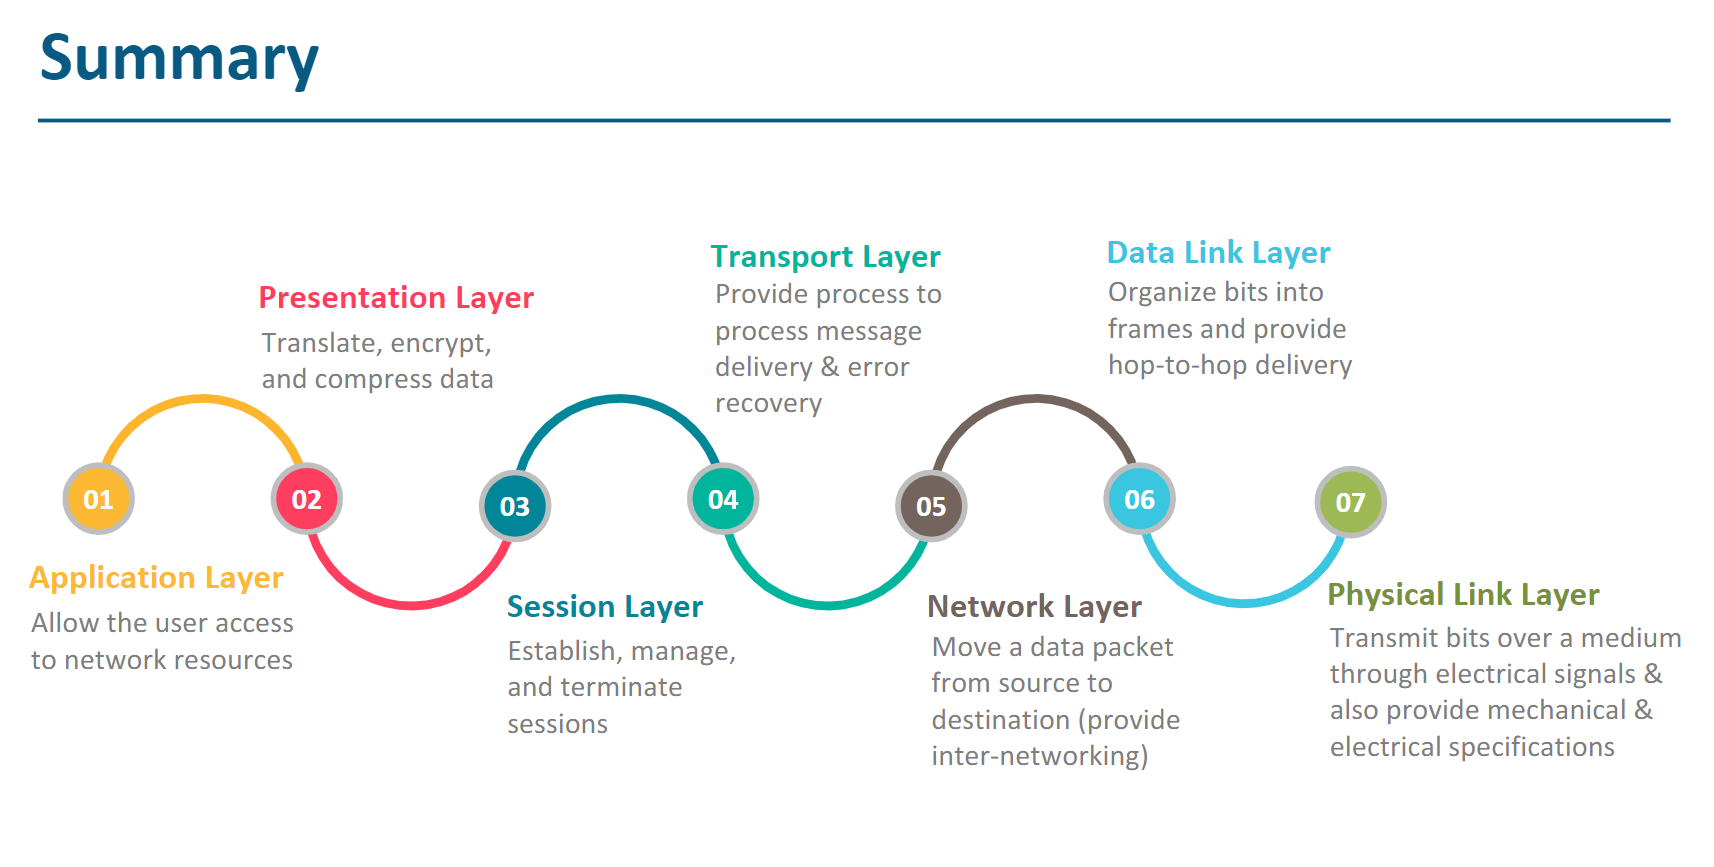 Summary
01
Application Layer
Allow the user access
to network resources
02
Presentation Layer
Translate, encrypt,
and compress data
03
Session Layer
Establish, manage,
and terminate
sessions
04
Transport Layer
Provide process to
process message
delivery & error
recovery
05
Network Layer
Move a data packet
from source to
destination (provide
inter-networking)
06
Data Link Layer
Organize bits into
frames and provide
hop-to-hop delivery
07
Physical Link Layer
Transmit bits over a medium
through electrical signals &
also provide mechanical &
electrical specifications